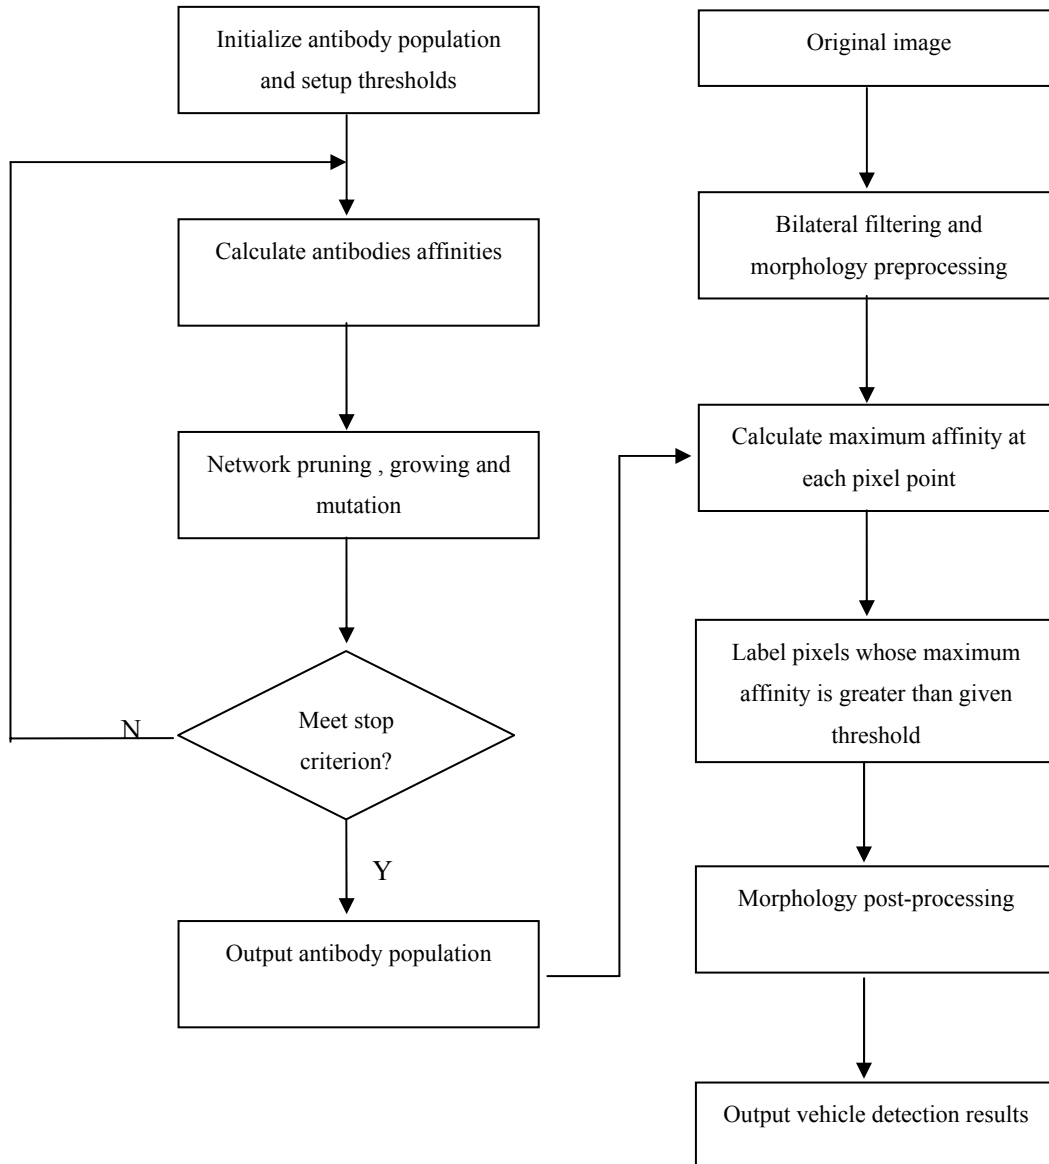 Initialize antibody population
and setup thresholds
Calculate antibodies affinities
Network pruning , growing and
mutation
Meet stop
criterion?
N
Y
Output antibody population
Original image
Bilateral filtering and
morphology preprocessing
Calculate maximum affinity at
each pixel point
Label pixels whose maximum
affinity is greater than given
threshold
Morphology post-processing
Output vehicle detection results